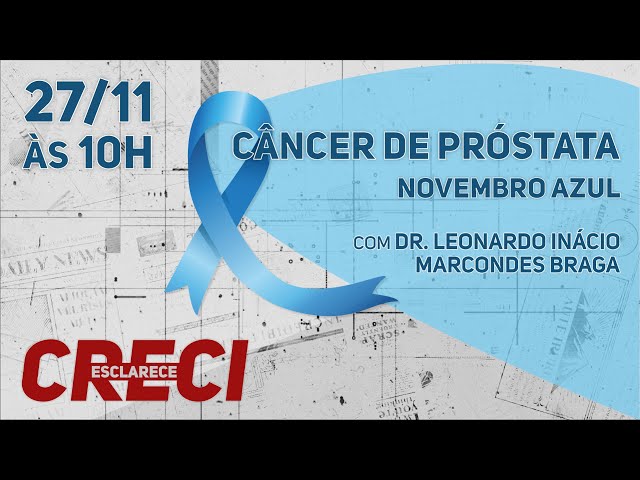 27/11
ÀS 10H
CÂNCER DE PRÓSTATA
NOVEMBRO AZUL
COM DR. LEONARDO INÁCIO
MARCONDES BRAGA
CRECI
ESCLARECE